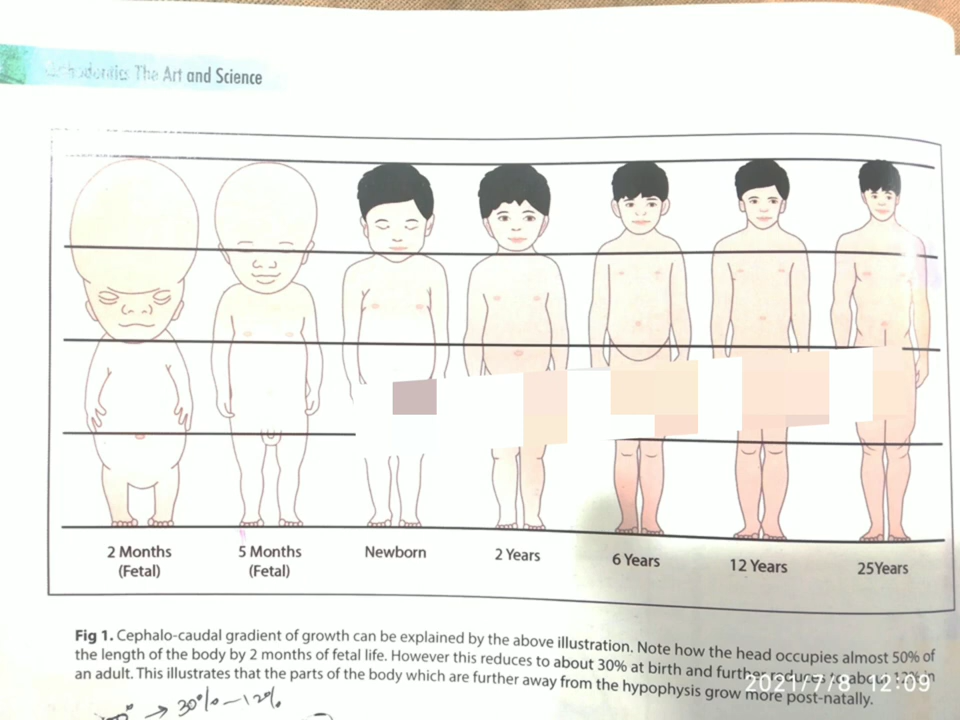 The Art and Science
2 Months
(Fetal)
5 Months
(Fetal)
Newborn
2 Years
6 Years
12 Years
25Years
Fig 1. Cephalo-caudal gradient of growth can be explained by the above illustration. Note how the head occupies almost 50% of
the length of the body by 2 months of fetal life. However this reduces to about 30% at birth and further reduces to about 12% in
an adult. This illustrates that the parts of the body which are further away from the hypophysis grow more post-natally.
2021/7/8 12:09
→ 30% - 12%